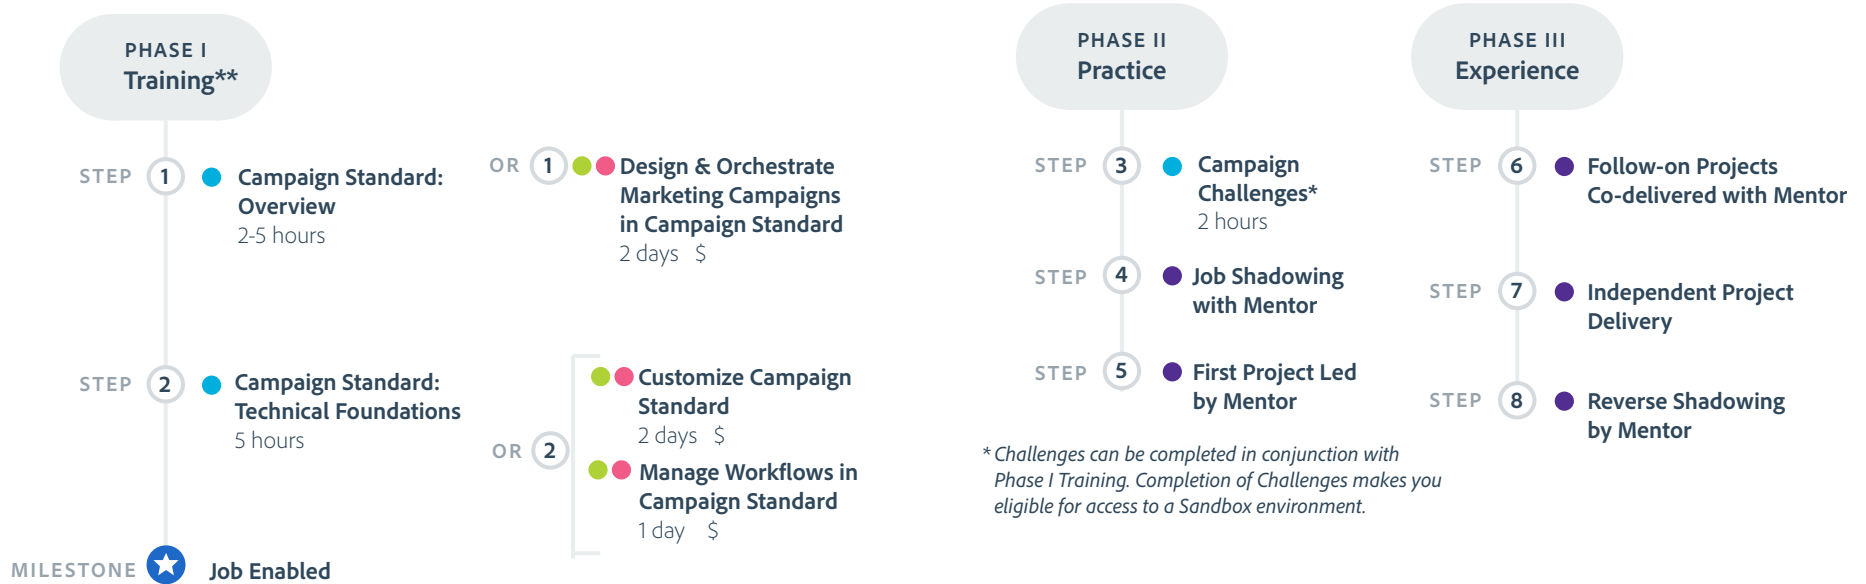 PHASE I
Training**
STEP 1 Campaign Standard:
Overview
2-5 hours
OR 1 Design & Orchestrate
Marketing Campaigns
in Campaign Standard
2 days $
STEP 2 Campaign Standard:
Technical Foundations
5 hours
OR 2
Customize Campaign
Standard
2 days $
Manage Workflows in
Campaign Standard
1 day $
MILESTONE Job Enabled
PHASE II
Practice
STEP 3 Campaign
Challenges*
2 hours
STEP 4 Job Shadowing
with Mentor
STEP 5 First Project Led
by Mentor
* Challenges can be completed in conjunction with
Phase I Training. Completion of Challenges makes you
eligible for access to a Sandbox environment.
PHASE III
Experience
STEP 6 Follow-on Projects
Co-delivered with Mentor
STEP 7 Independent Project
Delivery
STEP 8 Reverse Shadowing
by Mentor